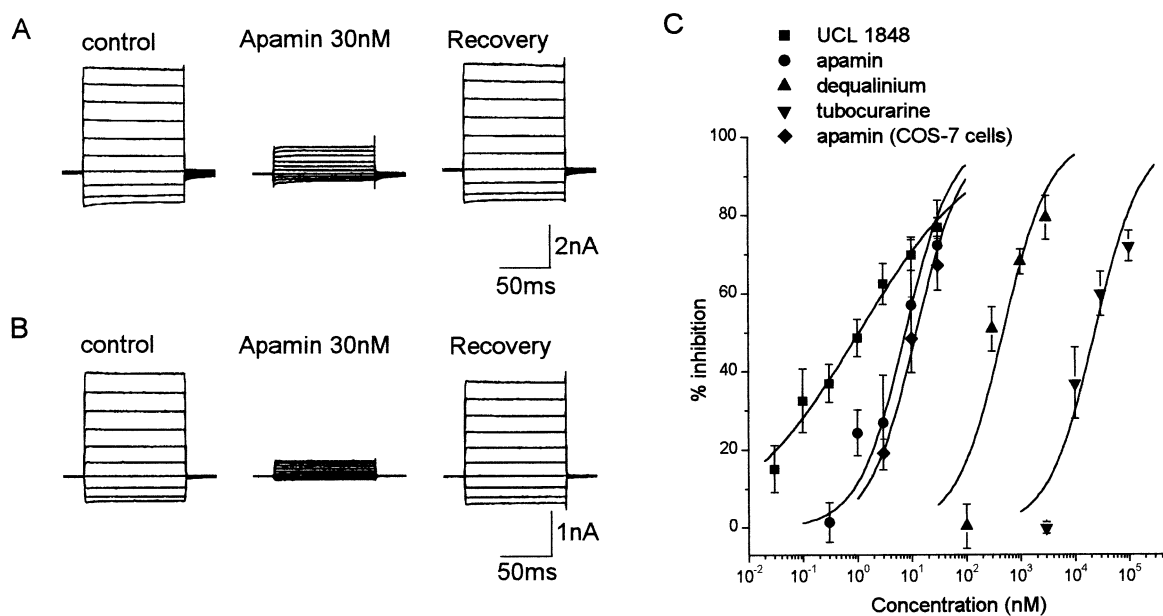 A
control
Apamin 30nM
Recovery
2nA
50ms
B
control
Apamin 30nM
Recovery
1nA
50ms
C
UCL 1848
apamin
dequalinium
tubocurarine
apamin (COS-7 cells)
100
80
60
40
20
0
% inhibition
10⁻² 10⁻¹ 10⁰ 10¹ 10² 10³ 10⁴ 10⁵
Concentration (nM)